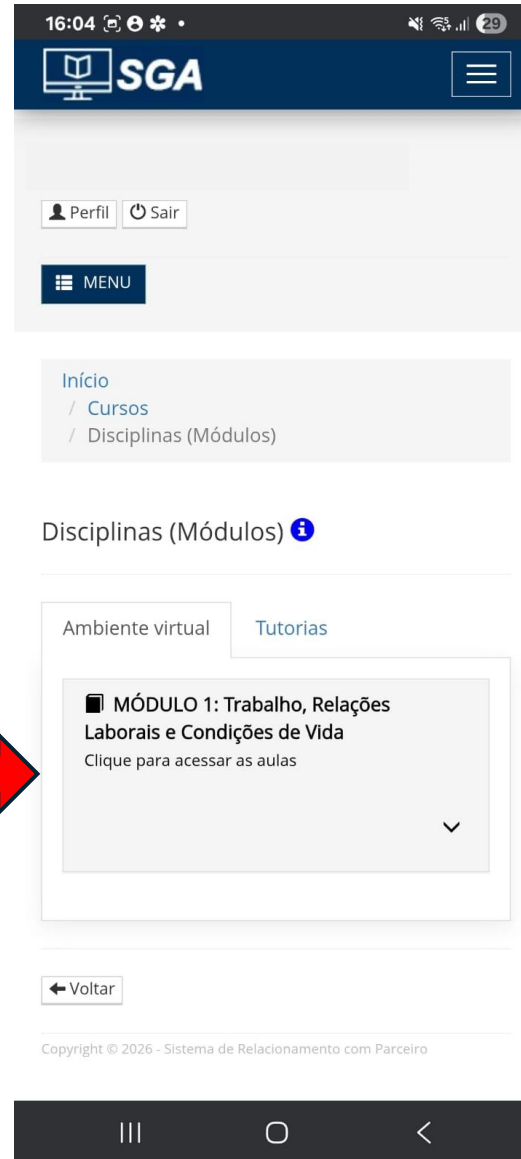 16:04
29
SGA
Perfil Sair
MENU
Início
/ Cursos
/ Disciplinas (Módulos)
Disciplinas (Módulos)
Ambiente virtual Tutorias
MÓDULO 1: Trabalho, Relações
Laborais e Condições de Vida
Clique para acessar as aulas
Voltar
Copyright © 2026 - Sistema de Relacionamento com Parceiro